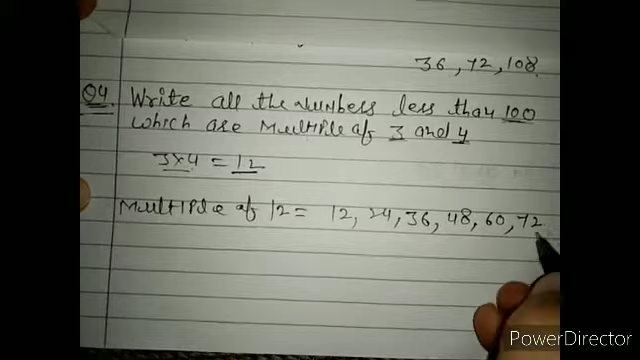 36, 72, 108.
Q4. Write all the numbers less than 100
which are Multiple of 3 and 4
3×4 = 12
Multiple of 12 = 12, 24, 36, 48, 60, 72
PowerDirector